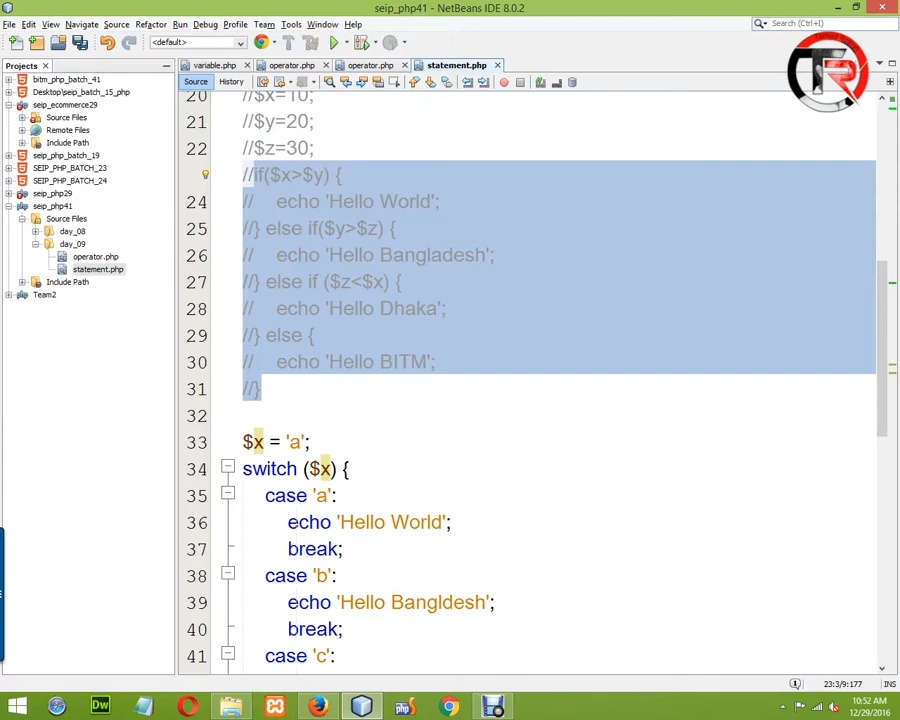 seip_php41 - NetBeans IDE 8.0.2
File Edit View Navigate Source Refactor Run Debug Profile Team Tools Window Help
Search (Ctrl+I)
<default>
Projects
variable.php
operator.php
operator.php
statement.php
Source History
bitm_php_batch_41
Desktop\seip_batch_15_php
seip_ecommerce29
Source Files
Remote Files
Include Path
seip_php_batch_19
SEIP_PHP_BATCH_23
SEIP_PHP_BATCH_24
seip_php29
seip_php41
Source Files
day_08
day_09
operator.php
statement.php
Include Path
Team2
20 //$x=10;
21 //$y=20;
22 //$z=30;
//if($x>$y) {
24 //    echo 'Hello World';
25 //} else if($y>$z) {
26 //    echo 'Hello Bangladesh';
27 //} else if ($z<$x) {
28 //    echo 'Hello Dhaka';
29 //} else {
30 //    echo 'Hello BITM';
31 //}
32
33 $x = 'a';
34 switch ($x) {
35 case 'a':
36 echo 'Hello World';
37 break;
38 case 'b':
39 echo 'Hello Bangldesh';
40 break;
41 case 'c':
23:3/9:177 INS
Dw
php
10:52 AM
12/29/2016